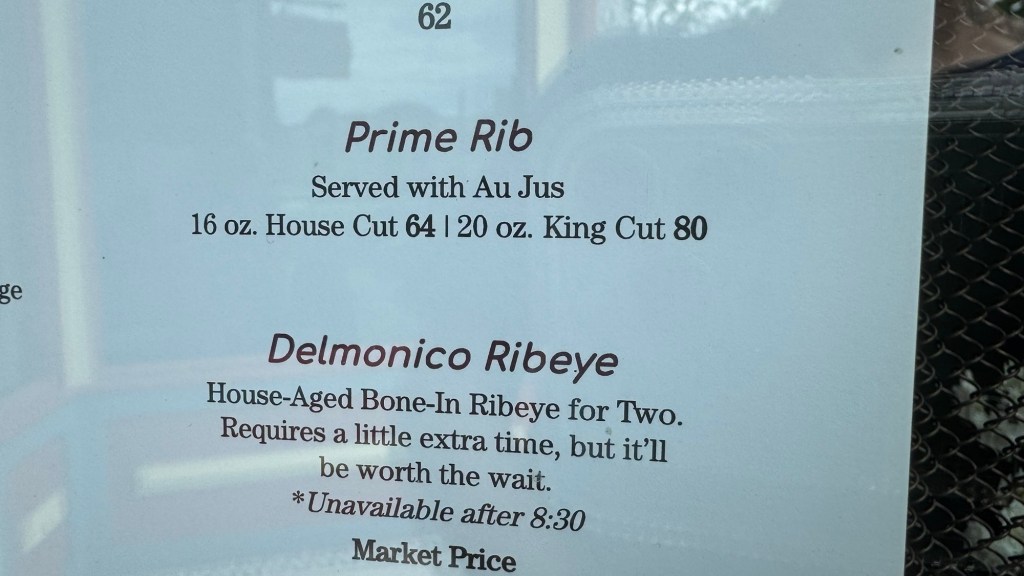 62
Prime Rib
Served with Au Jus
16 oz. House Cut 64 | 20 oz. King Cut 80
ge
Delmonico Ribeye
House-Aged Bone-In Ribeye for Two.
Requires a little extra time, but it'll
be worth the wait.
*Unavailable after 8:30
Market Price